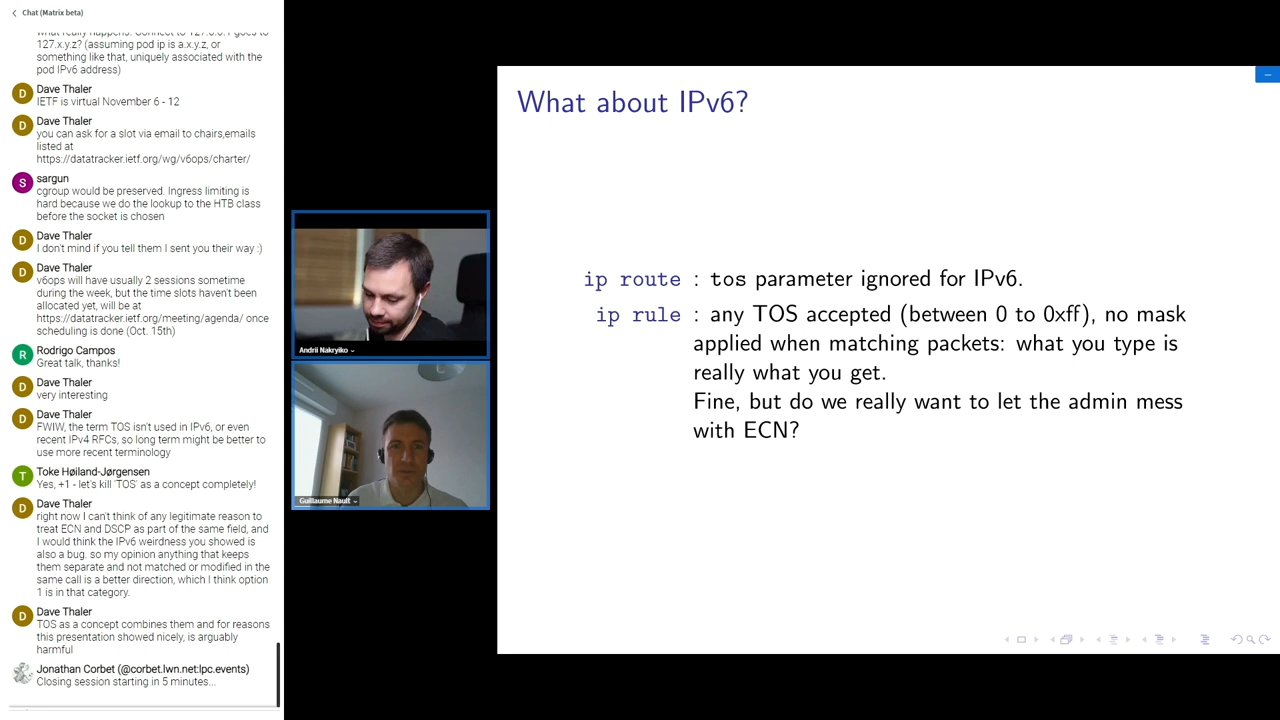 Chat (Matrix beta)
127.x.y.z? (assuming pod ip is a.x.y.z, or
something like that, uniquely associated with the
pod IPv6 address)
Dave Thaler
IETF is virtual November 6 - 12
Dave Thaler
you can ask for a slot via email to chairs,emails
listed at
https://datatracker.ietf.org/wg/v6ops/charter/
sargun
cgroup would be preserved. Ingress limiting is
hard because we do the lookup to the HTB class
before the socket is chosen
Dave Thaler
I don't mind if you tell them I sent you their way :)
Dave Thaler
v6ops will have usually 2 sessions sometime
during the week, but the time slots haven't been
allocated yet, will be at
https://datatracker.ietf.org/meeting/agenda/ once
scheduling is done (Oct. 15th)
Rodrigo Campos
Great talk, thanks!
Dave Thaler
very interesting
Dave Thaler
FWIW, the term TOS isn't used in IPv6, or even
recent IPv4 RFCs, so long term might be better to
use more recent terminology
Toke Høiland-Jørgensen
Yes, +1 - let's kill 'TOS' as a concept completely!
Dave Thaler
right now I can't think of any legitimate reason to
treat ECN and DSCP as part of the same field, and
I would think the IPv6 weirdness you showed is
also a bug. so my opinion anything that keeps
them separate and not matched or modified in the
same call is a better direction, which I think option
1 is in that category.
Dave Thaler
TOS as a concept combines them and for reasons
this presentation showed nicely, is arguably
harmful
Jonathan Corbet (@corbet.lwn.net:lpc.events)
Closing session starting in 5 minutes...
D
D
S
D
D
R
D
D
T
D
D
Andrii Nakryiko
Guillaume Nault
What about IPv6?
ip route : tos parameter ignored for IPv6.
ip rule : any TOS accepted (between 0 to 0xff), no mask
applied when matching packets: what you type is
really what you get.
Fine, but do we really want to let the admin mess
with ECN?